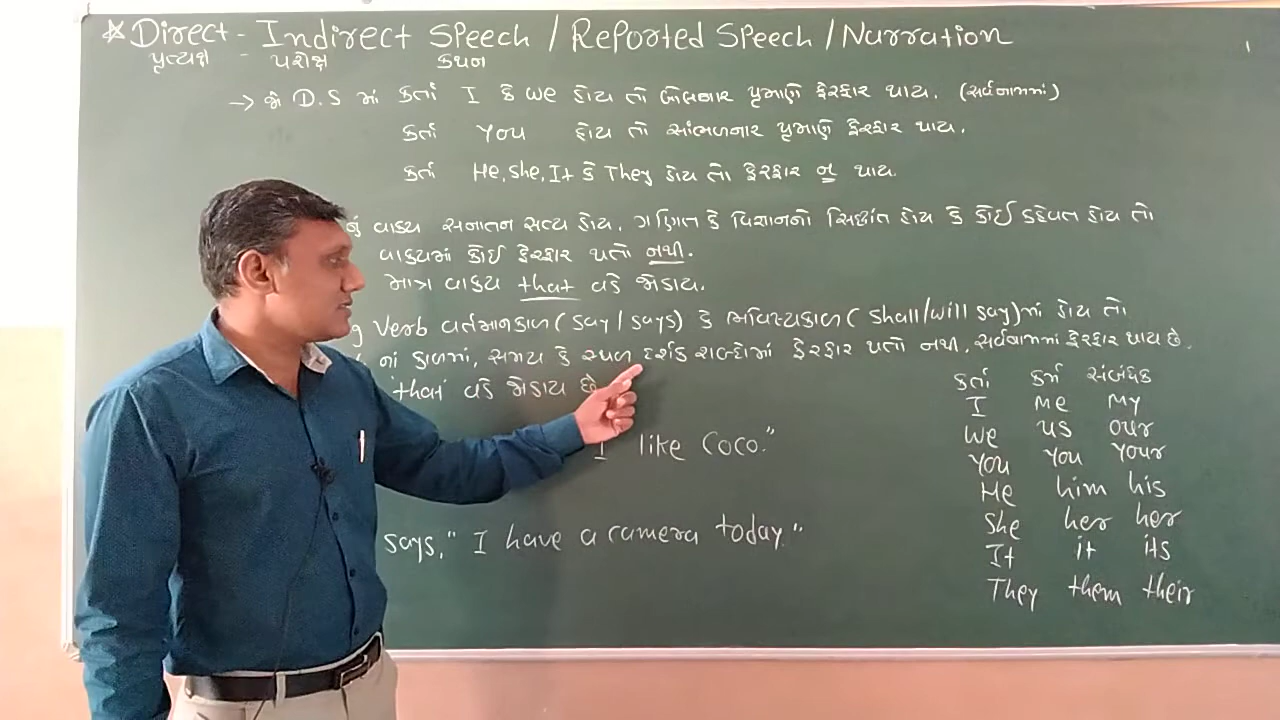 * Direct - Indirect Speech / Reported Speech / Narration
પ્રત્યક્ષ - પરોક્ષ કથન
→ જો D.S માં કર્તા I કે We હોય તો બોલનાર પ્રમાણે ફેરફાર થાય. (સર્વનામમાં)
કર્તા You હોય તો સાંભળનાર પ્રમાણે ફેરફાર થાય.
કર્તા He, she, It કે They હોય તો ફેરફાર ન થાય.
નું વાક્ય સનાતન સત્ય હોય, ગણિત કે વિજ્ઞાનનો સિદ્ધાંત હોય કે કોઈ કહેવત હોય તો
વાક્યમાં કોઈ ફેરફાર થતો નથી.
માત્ર વાક્ય that વડે જોડાય.
g Verb વર્તમાનકાળ (say / says) કે ભવિષ્યકાળ (shall/will say) માં હોય તો
નાં કાળમાં, સમય કે સ્થળ દર્શક શબ્દોમાં ફેરફાર થતો નથી. સર્વનામમાં ફેરફાર થાય છે.
that વડે જોડાય છે
I like Coco."
says, " I have a camera today."
કર્તા કર્મ સંબંધક
I me my
We us our
You you your
He him his
She her her
It it its
They them their